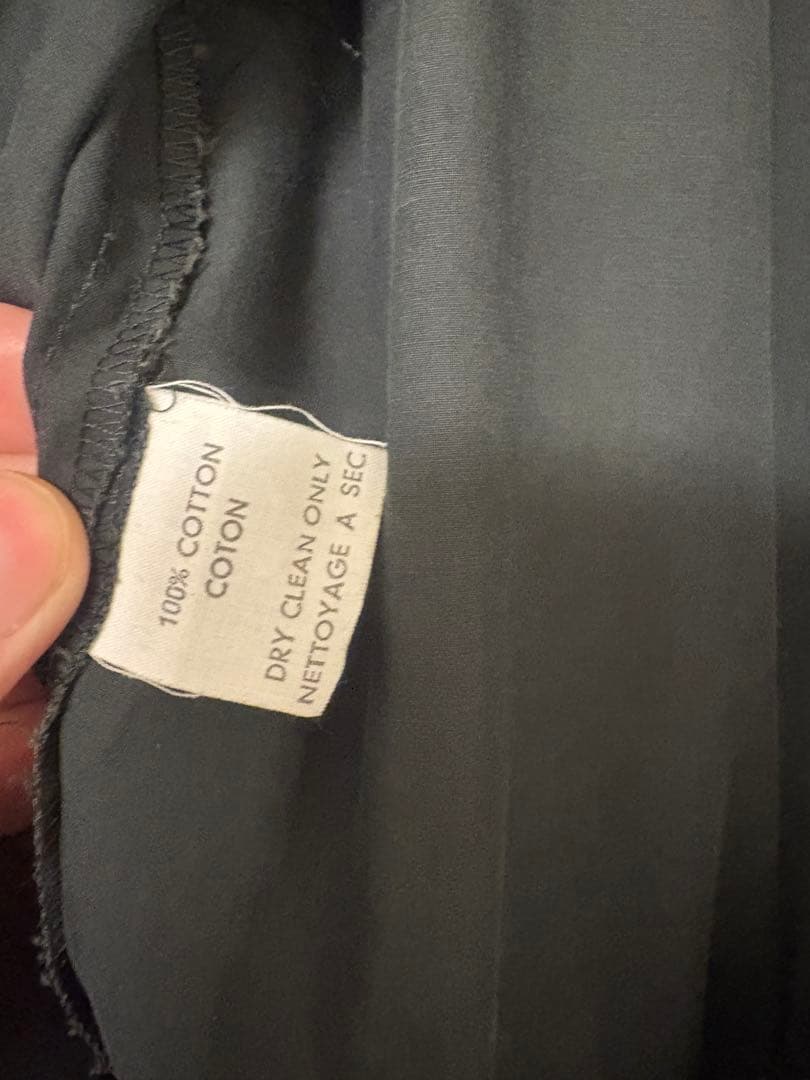 100% COTTON
COTON
DRY CLEAN ONLY
NETTOYAGE A SEC